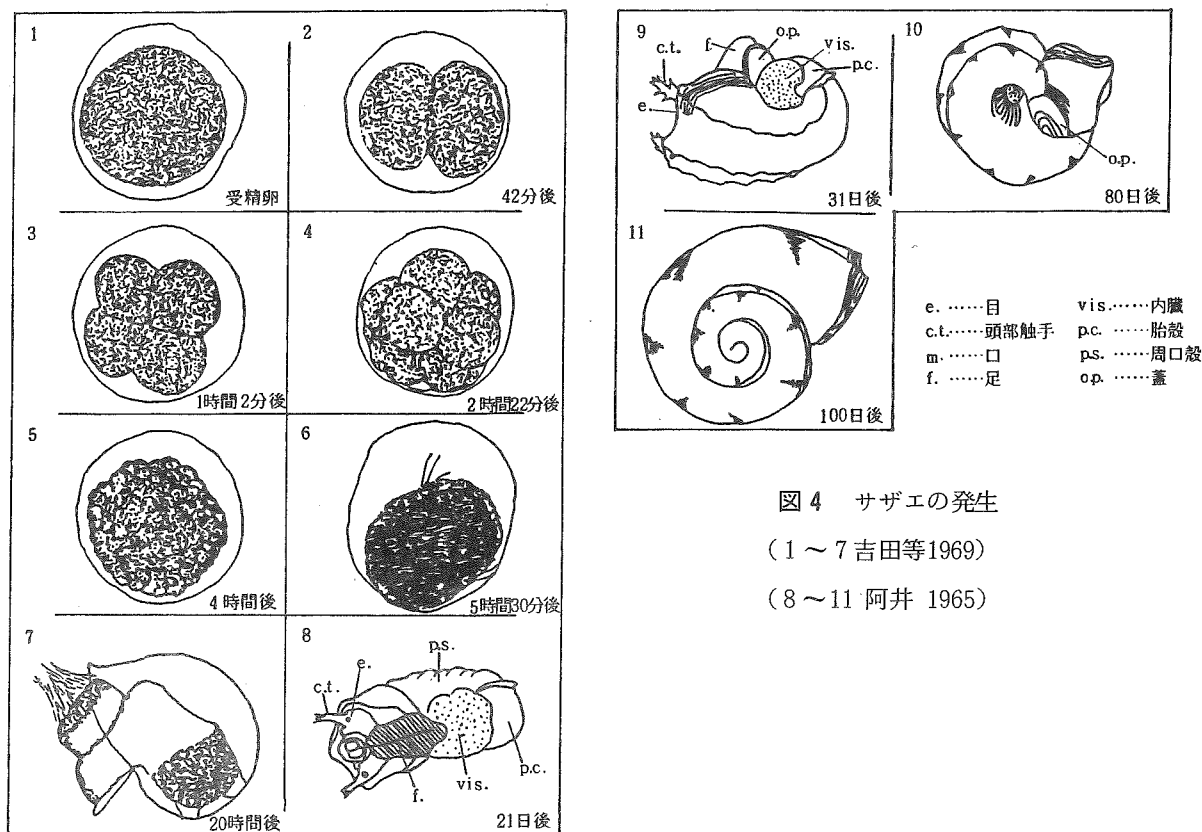 1
受精卵
2
42分後
3
1時間2分後
4
2時間22分後
5
4時間後
6
5時間30分後
7
20時間後
8
p.s.
e.
c.t.
f.
vis.
p.c.
21日後
9
c.t.
f.
o.p.
vis.
p.c.
e.
31日後
10
o.p.
80日後
11
100日後
e. ……目 vis.……内臓
c.t.……頭部触手 p.c. ……胎殻
m. ……口 p.s. ……周口殻
f. ……足 o.p. ……蓋
図4 サザエの発生
(1~7吉田等1969)
(8~11 阿井 1965)